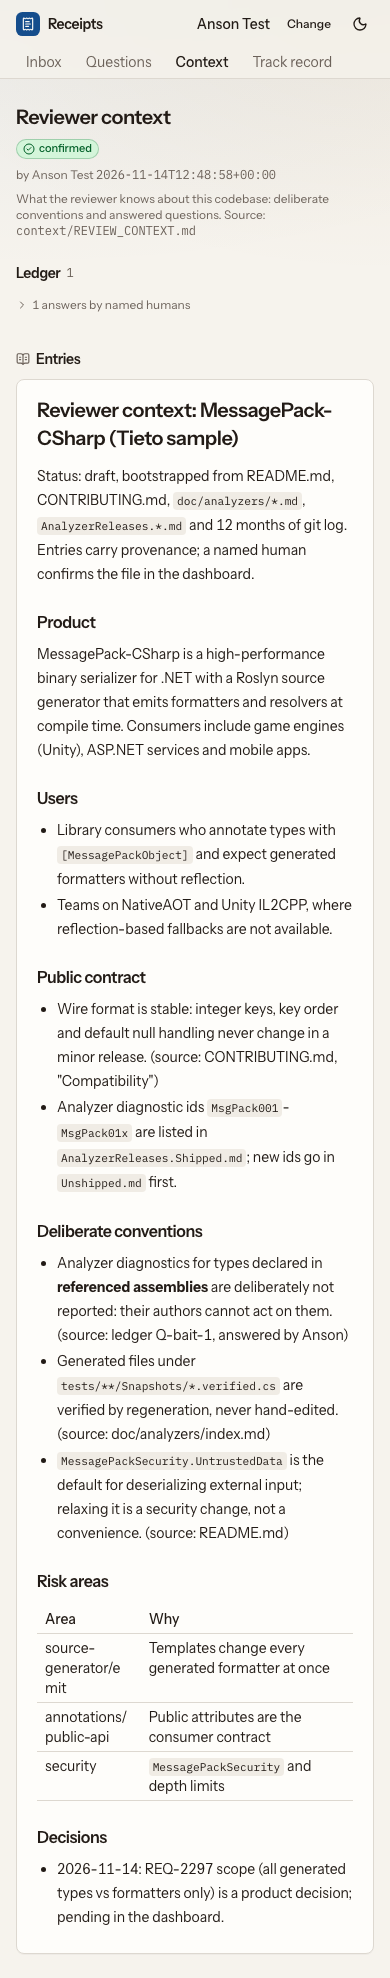 Receipts
Anson Test Change
Inbox Questions Context Track record
Reviewer context
confirmed
by Anson Test 2026-11-14T12:48:58+00:00
What the reviewer knows about this codebase: deliberate
conventions and answered questions. Source:
context/REVIEW_CONTEXT.md
Ledger 1
1 answers by named humans
Entries
Reviewer context: MessagePack-
CSharp (Tieto sample)
Status: draft, bootstrapped from README.md,
CONTRIBUTING.md, doc/analyzers/*.md,
AnalyzerReleases.*.md and 12 months of git log.
Entries carry provenance; a named human
confirms the file in the dashboard.
Product
MessagePack-CSharp is a high-performance
binary serializer for .NET with a Roslyn source
generator that emits formatters and resolvers at
compile time. Consumers include game engines
(Unity), ASP.NET services and mobile apps.
Users
• Library consumers who annotate types with
[MessagePackObject] and expect generated
formatters without reflection.
• Teams on NativeAOT and Unity IL2CPP, where
reflection-based fallbacks are not available.
Public contract
• Wire format is stable: integer keys, key order
and default null handling never change in a
minor release. (source: CONTRIBUTING.md,
"Compatibility")
• Analyzer diagnostic ids MsgPack001-
MsgPack01x are listed in
AnalyzerReleases.Shipped.md; new ids go in
Unshipped.md first.
Deliberate conventions
• Analyzer diagnostics for types declared in
referenced assemblies are deliberately not
reported: their authors cannot act on them.
(source: ledger Q-bait-1, answered by Anson)
• Generated files under
tests/**/Snapshots/*.verified.cs are
verified by regeneration, never hand-edited.
(source: doc/analyzers/index.md)
• MessagePackSecurity.UntrustedData is the
default for deserializing external input;
relaxing it is a security change, not a
convenience. (source: README.md)
Risk areas
Area Why
source-
generator/e
mit
Templates change every
generated formatter at once
annotations/
public-api
Public attributes are the
consumer contract
security
MessagePackSecurity and
depth limits
Decisions
• 2026-11-14: REQ-2297 scope (all generated
types vs formatters only) is a product decision;
pending in the dashboard.